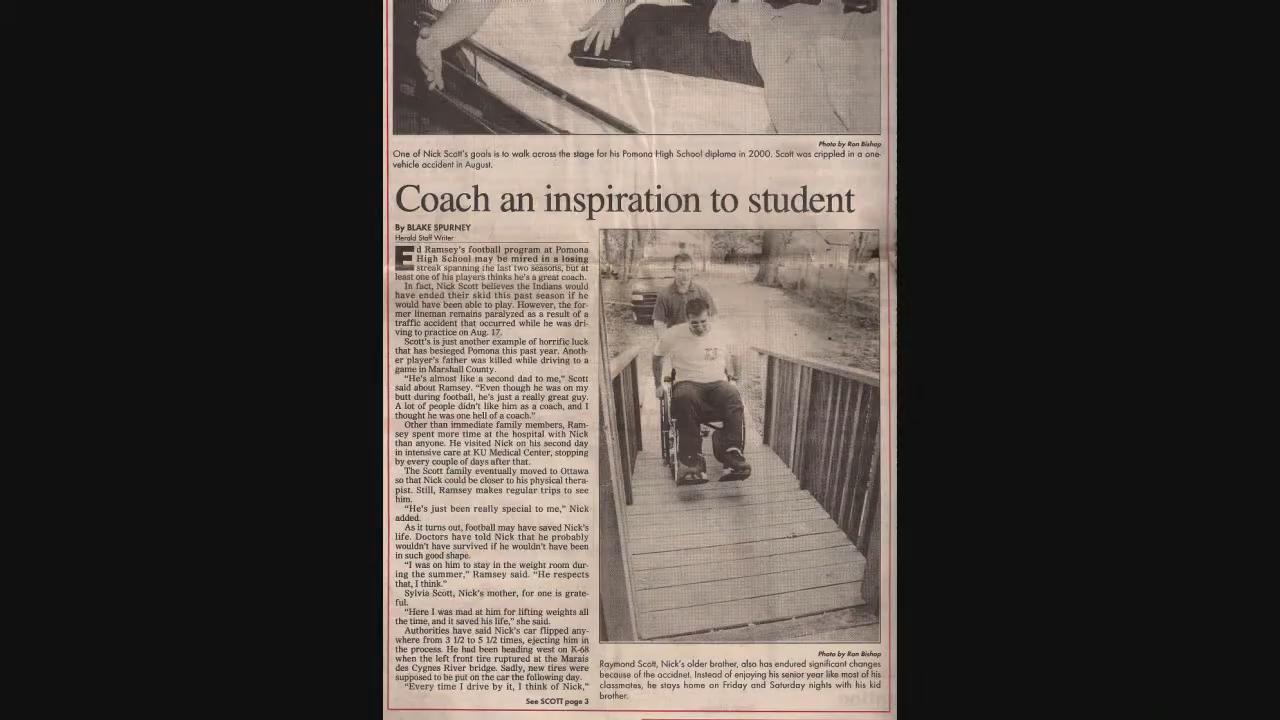 Photo by Ron Bishop
One of Nick Scott's goals is to walk across the stage for his Pomona High School diploma in 2000. Scott was crippled in a one-
vehicle accident in August.
Coach an inspiration to student
By BLAKE SPURNEY
Herald Staff Writer
Ed Ramsey's football program at Pomona
High School may be mired in a losing
streak spanning the last two seasons, but at
least one of his players thinks he's a great coach.
In fact, Nick Scott believes the Indians would
have ended their skid this past season if he
would have been able to play. However, the for-
mer lineman remains paralyzed as a result of a
traffic accident that occurred while he was dri-
ving to practice on Aug. 17.
Scott's is just another example of horrific luck
that has besieged Pomona this past year. Anoth-
er player's father was killed while driving to a
game in Marshall County.
"He's almost like a second dad to me," Scott
said about Ramsey. "Even though he was on my
butt during football, he's just a really great guy.
A lot of people didn't like him as a coach, and I
thought he was one hell of a coach."
Other than immediate family members, Ram-
sey spent more time at the hospital with Nick
than anyone. He visited Nick on his second day
in intensive care at KU Medical Center, stopping
by every couple of days after that.
The Scott family eventually moved to Ottawa
so that Nick could be closer to his physical thera-
pist. Still, Ramsey makes regular trips to see
him.
"He's just been really special to me," Nick
added.
As it turns out, football may have saved Nick's
life. Doctors have told Nick that he probably
wouldn't have survived if he wouldn't have been
in such good shape.
"I was on him to stay in the weight room dur-
ing the summer," Ramsey said. "He respects
that, I think."
Sylvia Scott, Nick's mother, for one is grate-
ful.
"Here I was mad at him for lifting weights all
the time, and it saved his life," she said.
Authorities have said Nick's car flipped any-
where from 3 1/2 to 5 1/2 times, ejecting him in
the process. He had been heading west on K-68
when the left front tire ruptured at the Marais
des Cygnes River bridge. Sadly, new tires were
supposed to be put on the car the following day.
"Every time I drive by it, I think of Nick,"
See SCOTT page 3
Photo by Ron Bishop
Raymond Scott, Nick's older brother, also has endured significant changes
because of the accidnet. Instead of enjoying his senior year like most of his
classmates, he stays home on Friday and Saturday nights with his kid
brother.